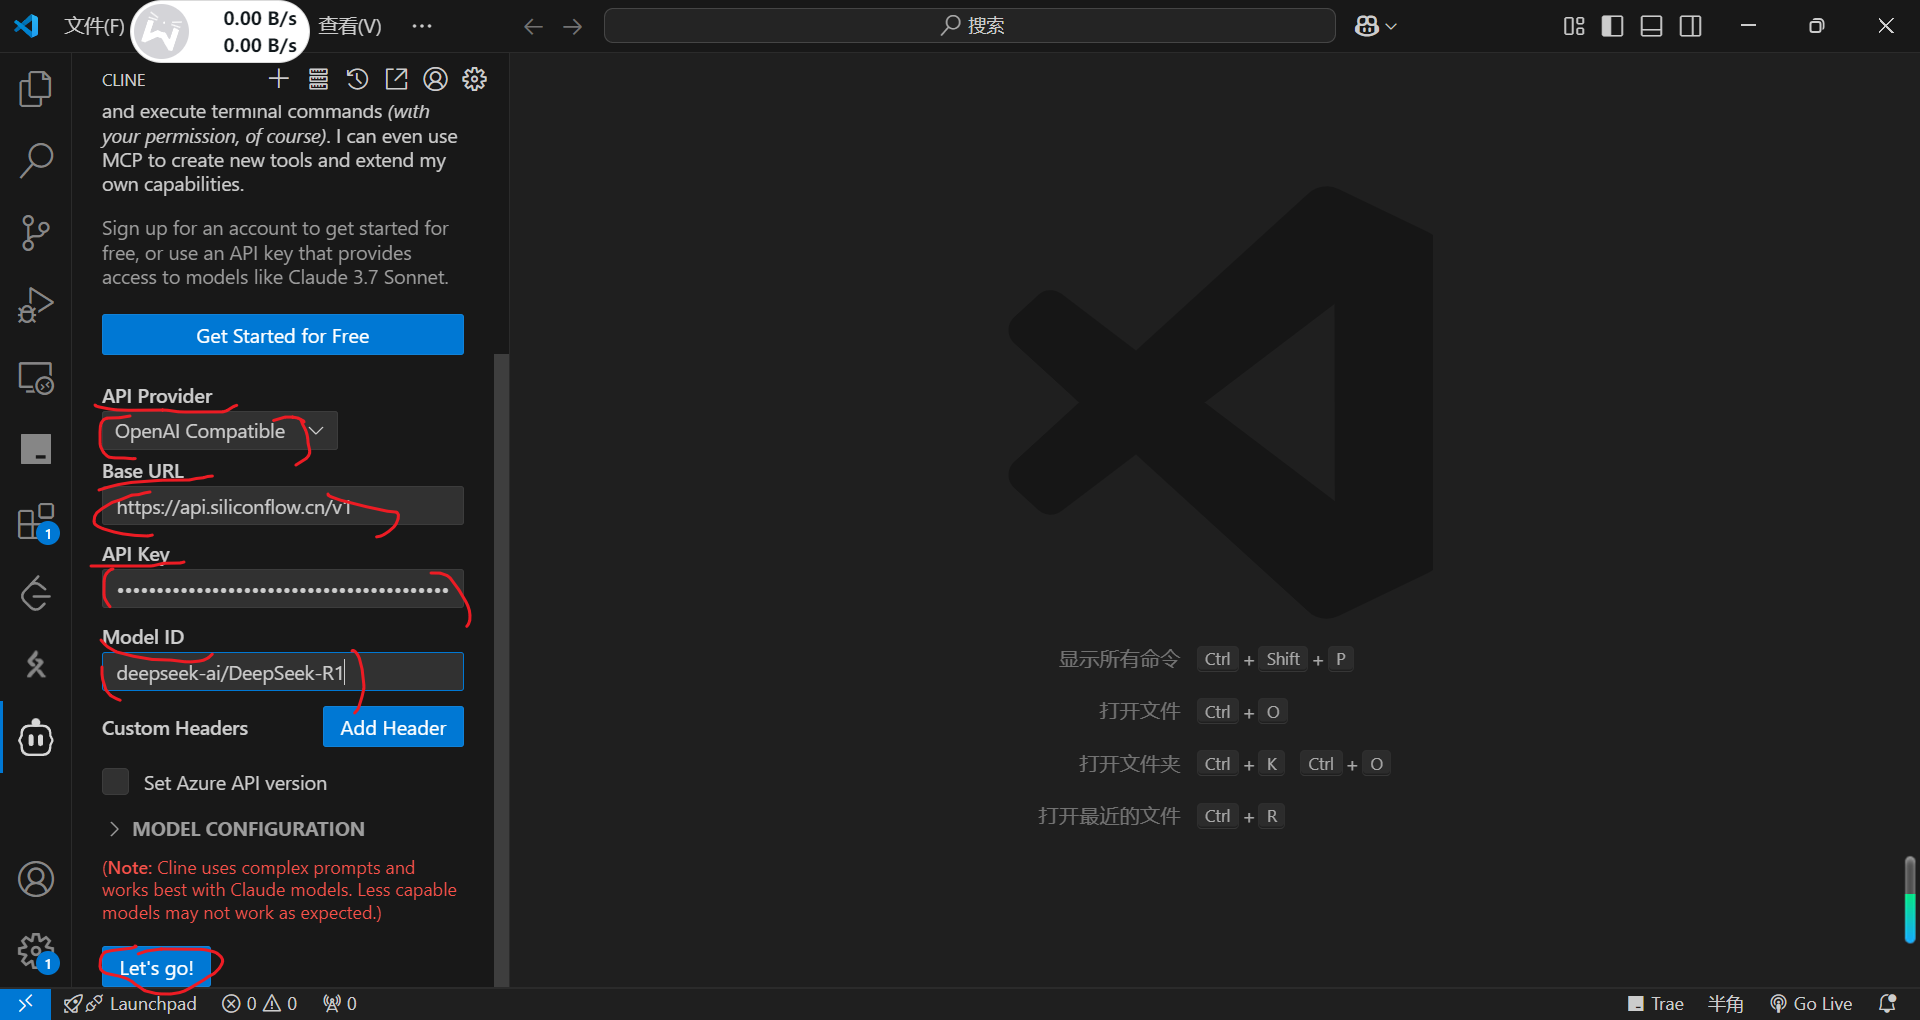 文件(F)
0.00 B/s
0.00 B/s
查看(V)
···
搜索
CLINE
and execute terminal commands (with
your permission, of course). I can even use
MCP to create new tools and extend my
own capabilities.
Sign up for an account to get started for
free, or use an API key that provides
access to models like Claude 3.7 Sonnet.
Get Started for Free
API Provider
OpenAI Compatible
Base URL
https://api.siliconflow.cn/v1
API Key
••••••••••••••••••••••••••••••••••••••••••
Model ID
deepseek-ai/DeepSeek-R1
Custom Headers
Add Header
Set Azure API version
MODEL CONFIGURATION
(Note: Cline uses complex prompts and
works best with Claude models. Less capable
models may not work as expected.)
Let's go!
显示所有命令 Ctrl + Shift + P
打开文件 Ctrl + O
打开文件夹 Ctrl + K Ctrl + O
打开最近的文件 Ctrl + R
1
1
Launchpad 0 0 0
Trae 半角 Go Live